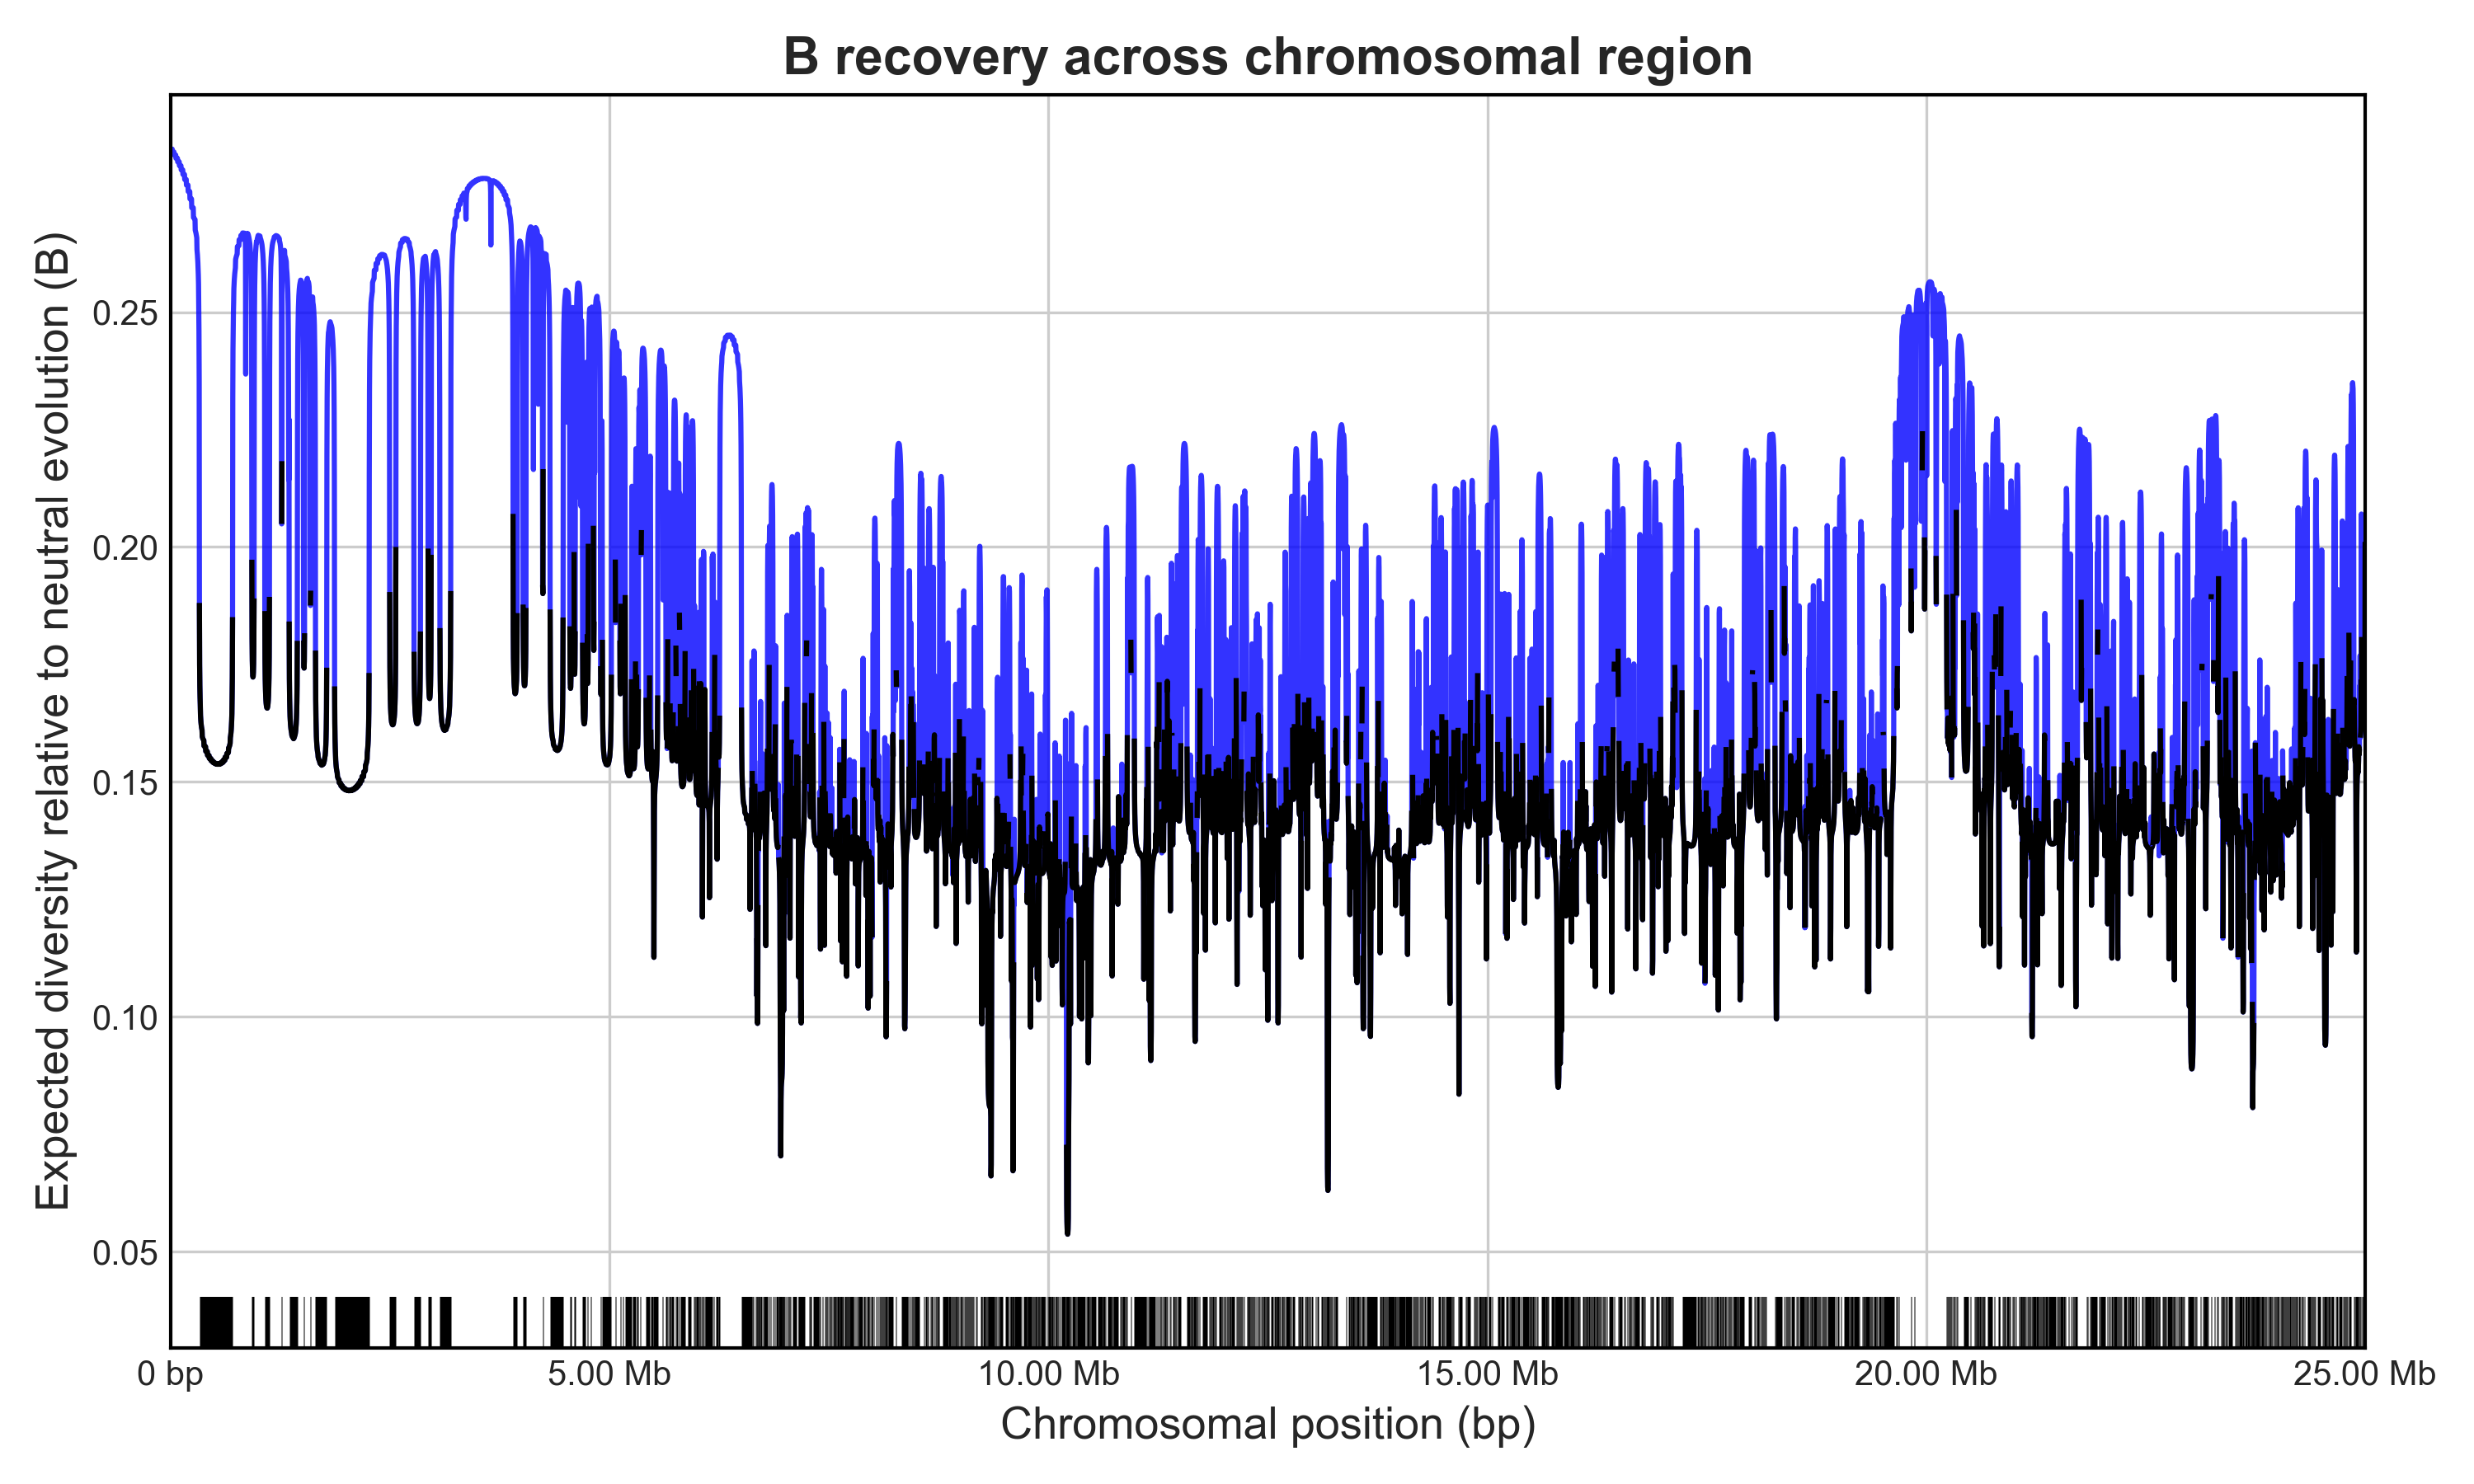 B recovery across chromosomal region
Expected diversity relative to neutral evolution (B)
0.25
0.20
0.15
0.10
0.05
0 bp
5.00 Mb
10.00 Mb
15.00 Mb
20.00 Mb
25.00 Mb
Chromosomal position (bp)